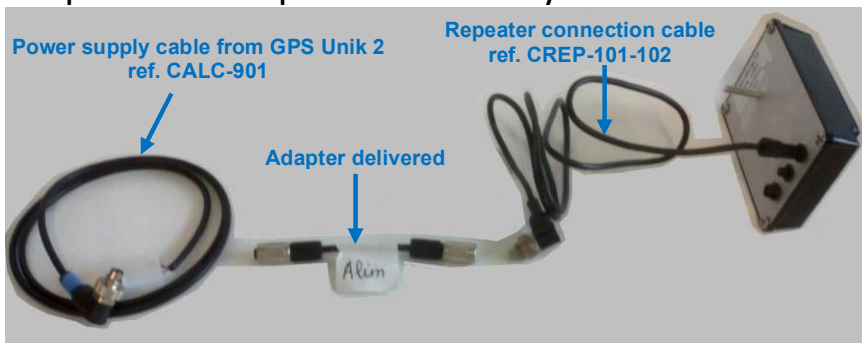 Power supply cable from GPS Unik 2
ref. CALC-901
Repeater connection cable
ref. CREP-101-102
Adapter delivered
Alim